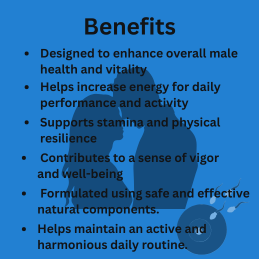 Benefits
• Designed to enhance overall male
health and vitality
• Helps increase energy for daily
performance and activity
• Supports stamina and physical
resilience
• Contributes to a sense of vigor
and well-being
• Formulated using safe and effective
natural components.
• Helps maintain an active and
harmonious daily routine.